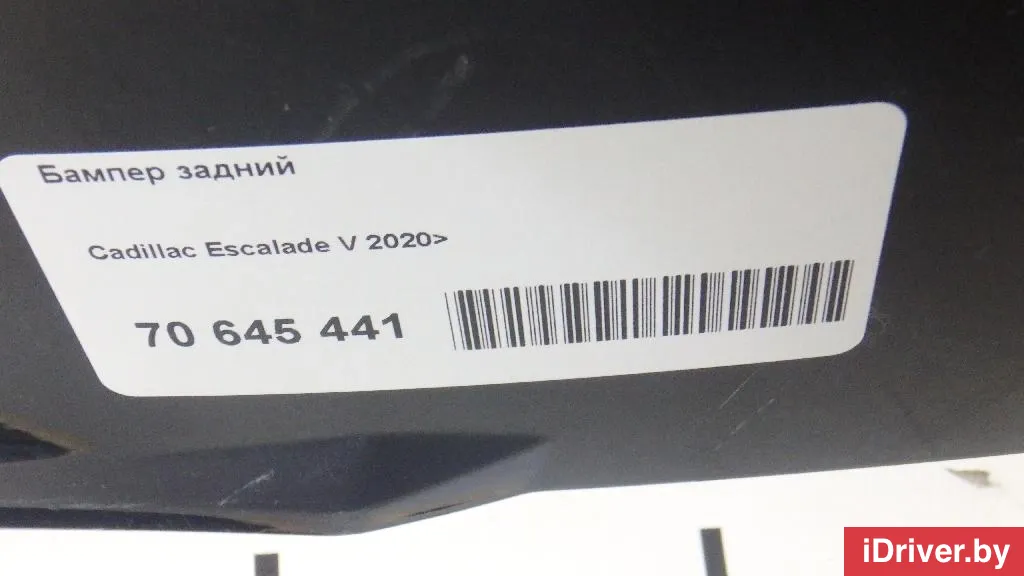 Бампер задний
Cadillac Escalade V 2020>
70 645 441
iDriver.by